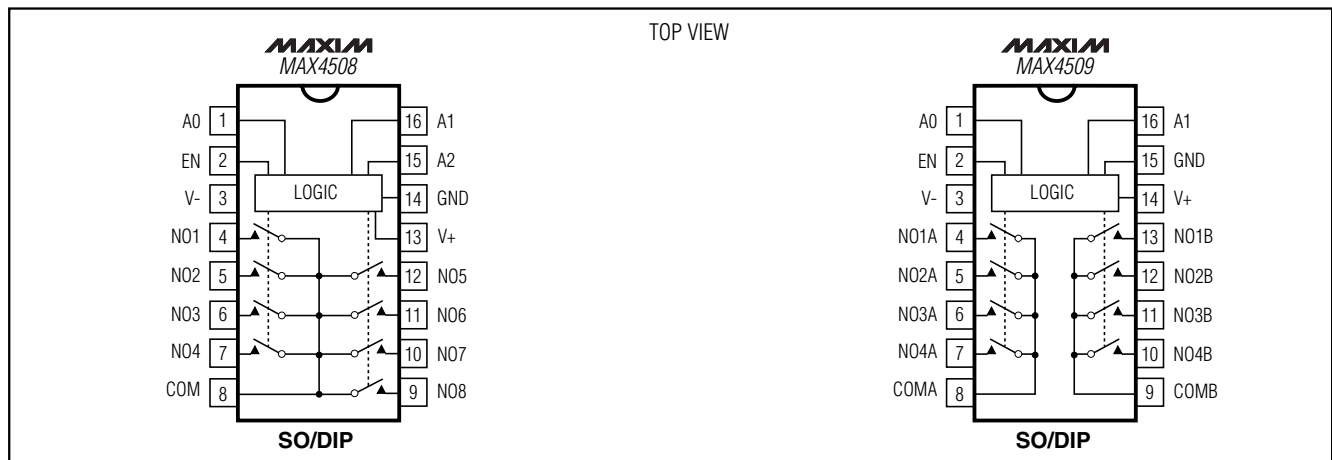 TOP VIEW
MAXIM
MAX4508
A0 1
16 A1
EN 2
15 A2
LOGIC
V- 3
14 GND
NO1 4
13 V+
NO2 5
12 NO5
NO3 6
11 NO6
NO4 7
10 NO7
COM 8
9 NO8
SO/DIP
MAXIM
MAX4509
A0 1
16 A1
EN 2
15 GND
LOGIC
V- 3
14 V+
NO1A 4
13 NO1B
NO2A 5
12 NO2B
NO3A 6
11 NO3B
NO4A 7
10 NO4B
COMA 8
9 COMB
SO/DIP